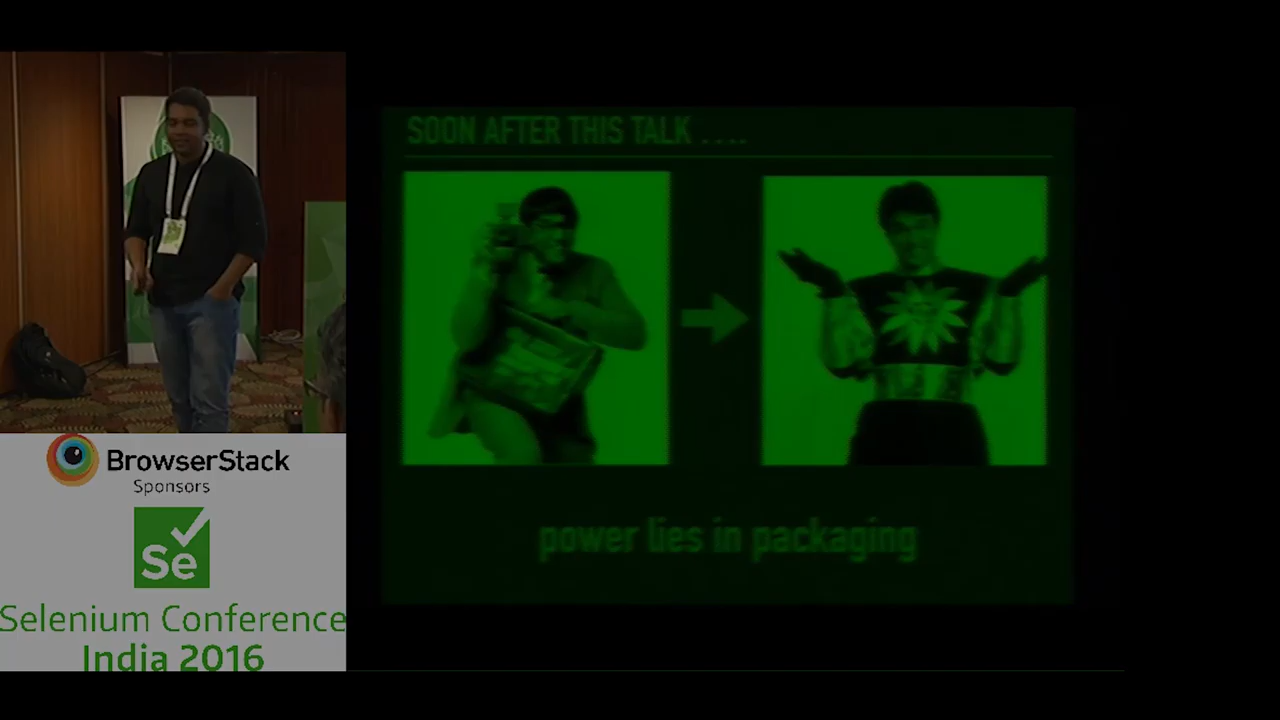 SOON AFTER THIS TALK ....
power lies in packaging
BrowserStack
Sponsors
Se
Selenium Conference
India 2016